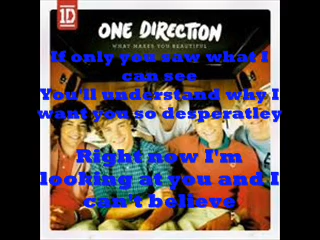 1D
ONE DIRECTION
WHAT MAKES YOU BEAUTIFUL
If only you saw what I
can see
You'll understand why I
want you so desperatley
Right now I'm
looking at you and I
can't believe